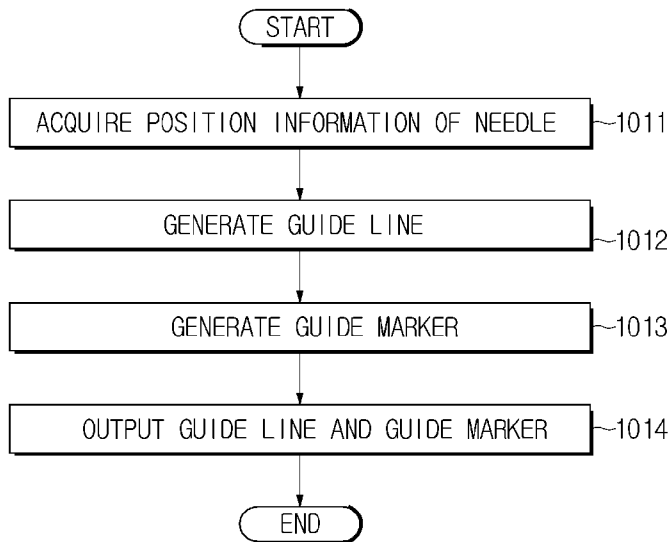 START
ACQUIRE POSITION INFORMATION OF NEEDLE 1011
GENERATE GUIDE LINE 1012
GENERATE GUIDE MARKER 1013
OUTPUT GUIDE LINE AND GUIDE MARKER 1014
END